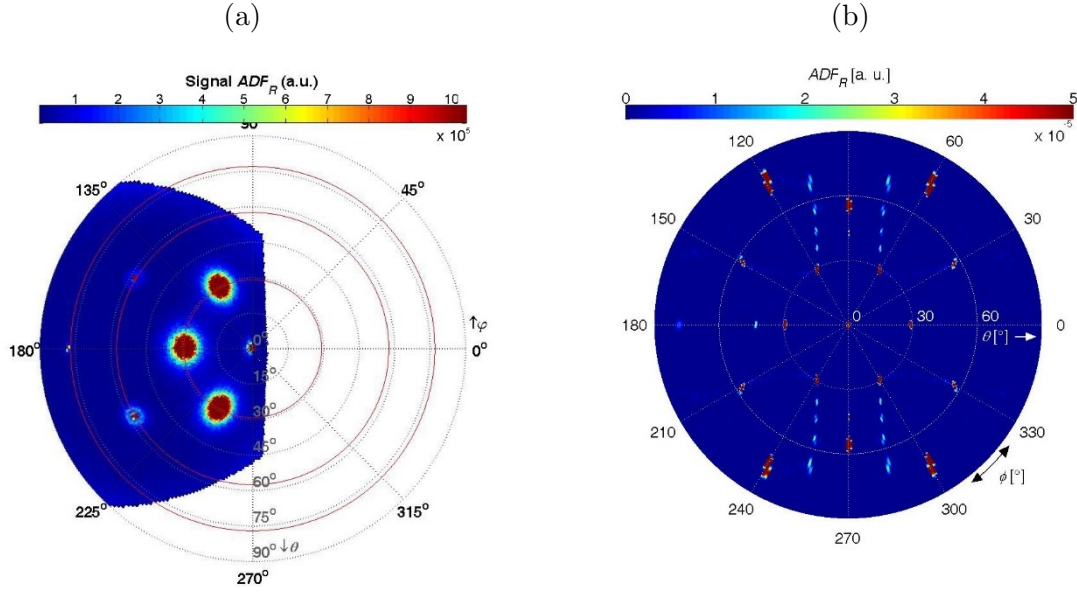 (a)
(b)
Signal ADF_R (a.u.)
1 2 3 4 5 6 7 8 9 10
x 10^5
90
135°
45°
180°
0°
↑φ
0°
15°
30°
45°
60°
75°
90° ↓θ
225°
315°
270°
ADF_R [a. u.]
0 1 2 3 4 5
x 10^-5
120
60
150
30
180
0 30 60
0
θ [°] →
210
330
240
300
φ [°]
270